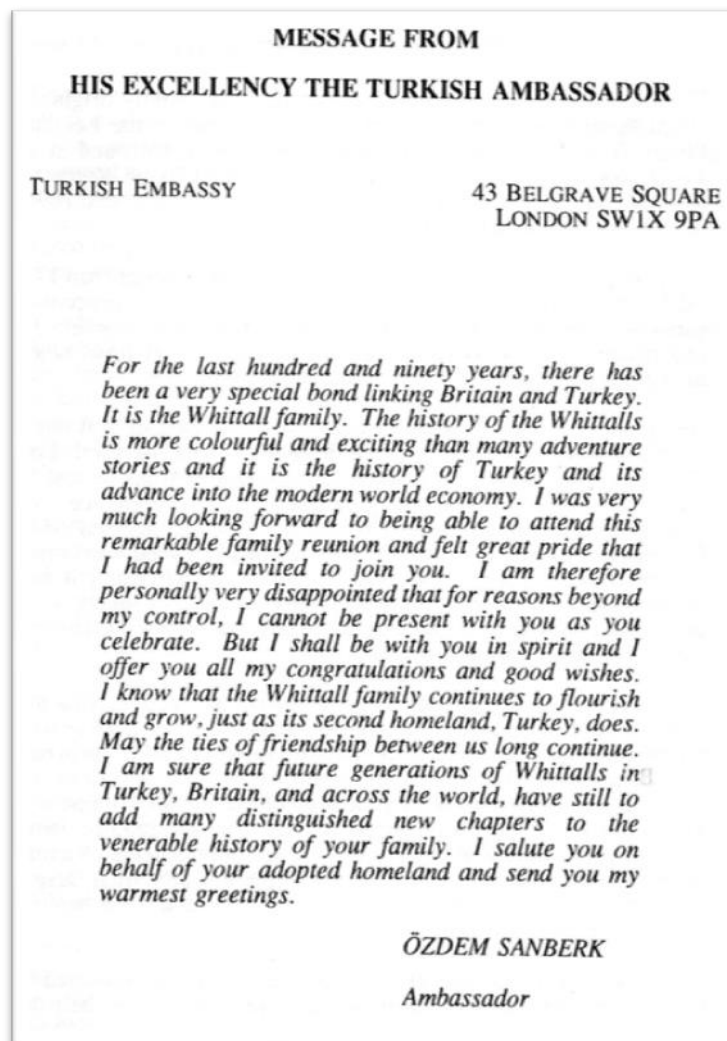 MESSAGE FROM
HIS EXCELLENCY THE TURKISH AMBASSADOR
TURKISH EMBASSY
43 BELGRAVE SQUARE
LONDON SW1X 9PA
For the last hundred and ninety years, there has
been a very special bond linking Britain and Turkey.
It is the Whittall family. The history of the Whittalls
is more colourful and exciting than many adventure
stories and it is the history of Turkey and its
advance into the modern world economy. I was very
much looking forward to being able to attend this
remarkable family reunion and felt great pride that
I had been invited to join you. I am therefore
personally very disappointed that for reasons beyond
my control, I cannot be present with you as you
celebrate. But I shall be with you in spirit and I
offer you all my congratulations and good wishes.
I know that the Whittall family continues to flourish
and grow, just as its second homeland, Turkey, does.
May the ties of friendship between us long continue.
I am sure that future generations of Whittalls in
Turkey, Britain, and across the world, have still to
add many distinguished new chapters to the
venerable history of your family. I salute you on
behalf of your adopted homeland and send you my
warmest greetings.
ÖZDEM SANBERK
Ambassador